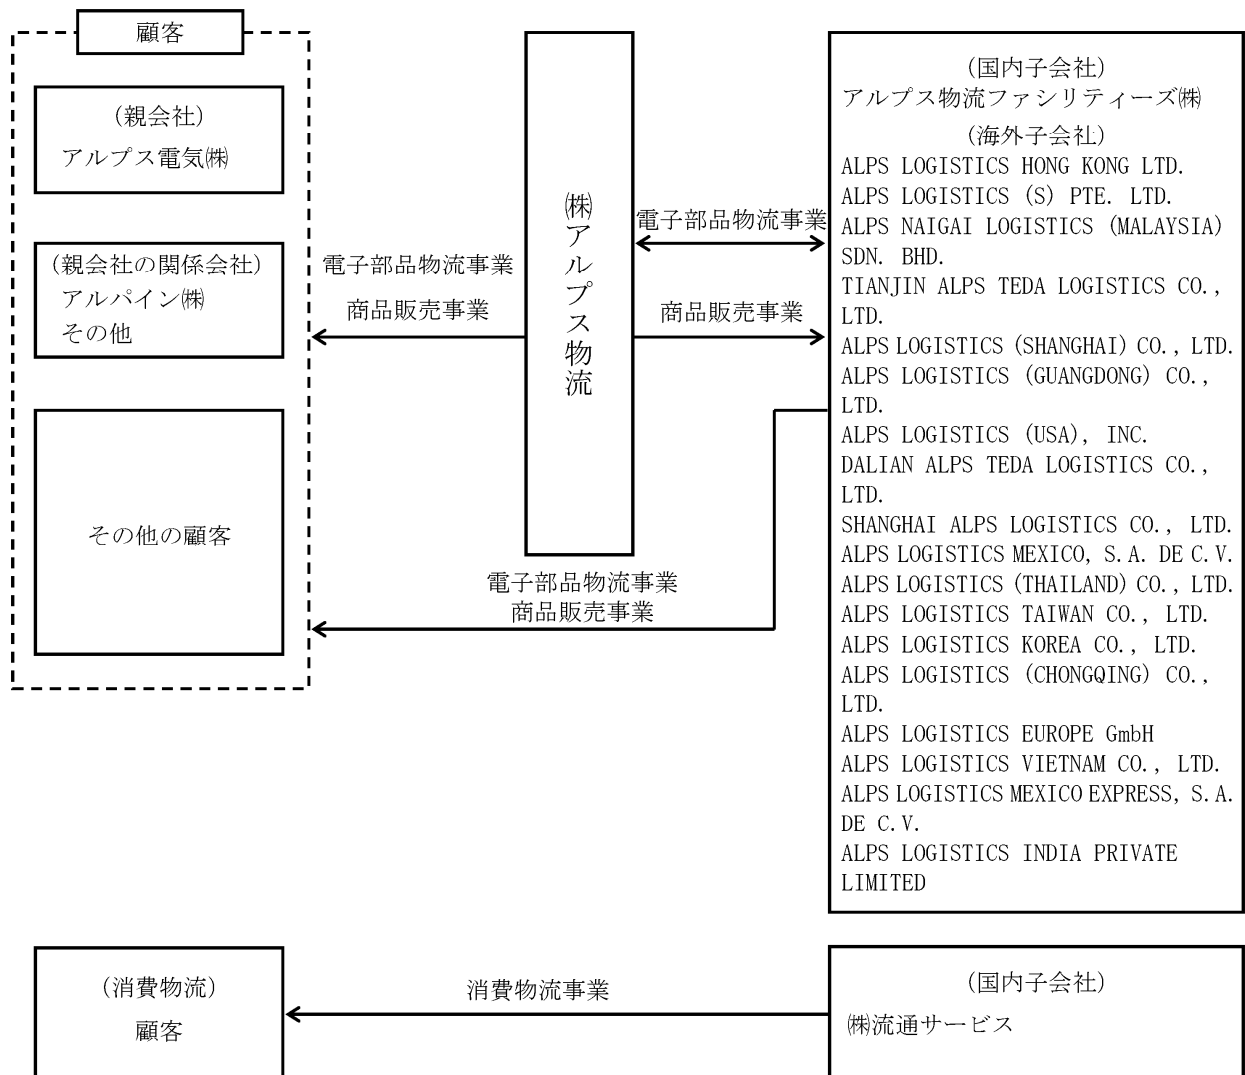 顧客
(親会社)
アルプス電気㈱
(親会社の関係会社)
アルパイン㈱
その他
その他の顧客
電子部品物流事業
商品販売事業
㈱アルプス物流
電子部品物流事業
商品販売事業
電子部品物流事業
商品販売事業
(国内子会社)
アルプス物流ファシリティーズ㈱
(海外子会社)
ALPS LOGISTICS HONG KONG LTD.
ALPS LOGISTICS (S) PTE. LTD.
ALPS NAIGAI LOGISTICS (MALAYSIA)
SDN. BHD.
TIANJIN ALPS TEDA LOGISTICS CO.,
LTD.
ALPS LOGISTICS (SHANGHAI) CO., LTD.
ALPS LOGISTICS (GUANGDONG) CO.,
LTD.
ALPS LOGISTICS (USA), INC.
DALIAN ALPS TEDA LOGISTICS CO.,
LTD.
SHANGHAI ALPS LOGISTICS CO., LTD.
ALPS LOGISTICS MEXICO, S.A. DE C.V.
ALPS LOGISTICS (THAILAND) CO., LTD.
ALPS LOGISTICS TAIWAN CO., LTD.
ALPS LOGISTICS KOREA CO., LTD.
ALPS LOGISTICS (CHONGQING) CO.,
LTD.
ALPS LOGISTICS EUROPE GmbH
ALPS LOGISTICS VIETNAM CO., LTD.
ALPS LOGISTICS MEXICO EXPRESS, S.A.
DE C.V.
ALPS LOGISTICS INDIA PRIVATE
LIMITED
(消費物流)
顧客
消費物流事業
(国内子会社)
㈱流通サービス